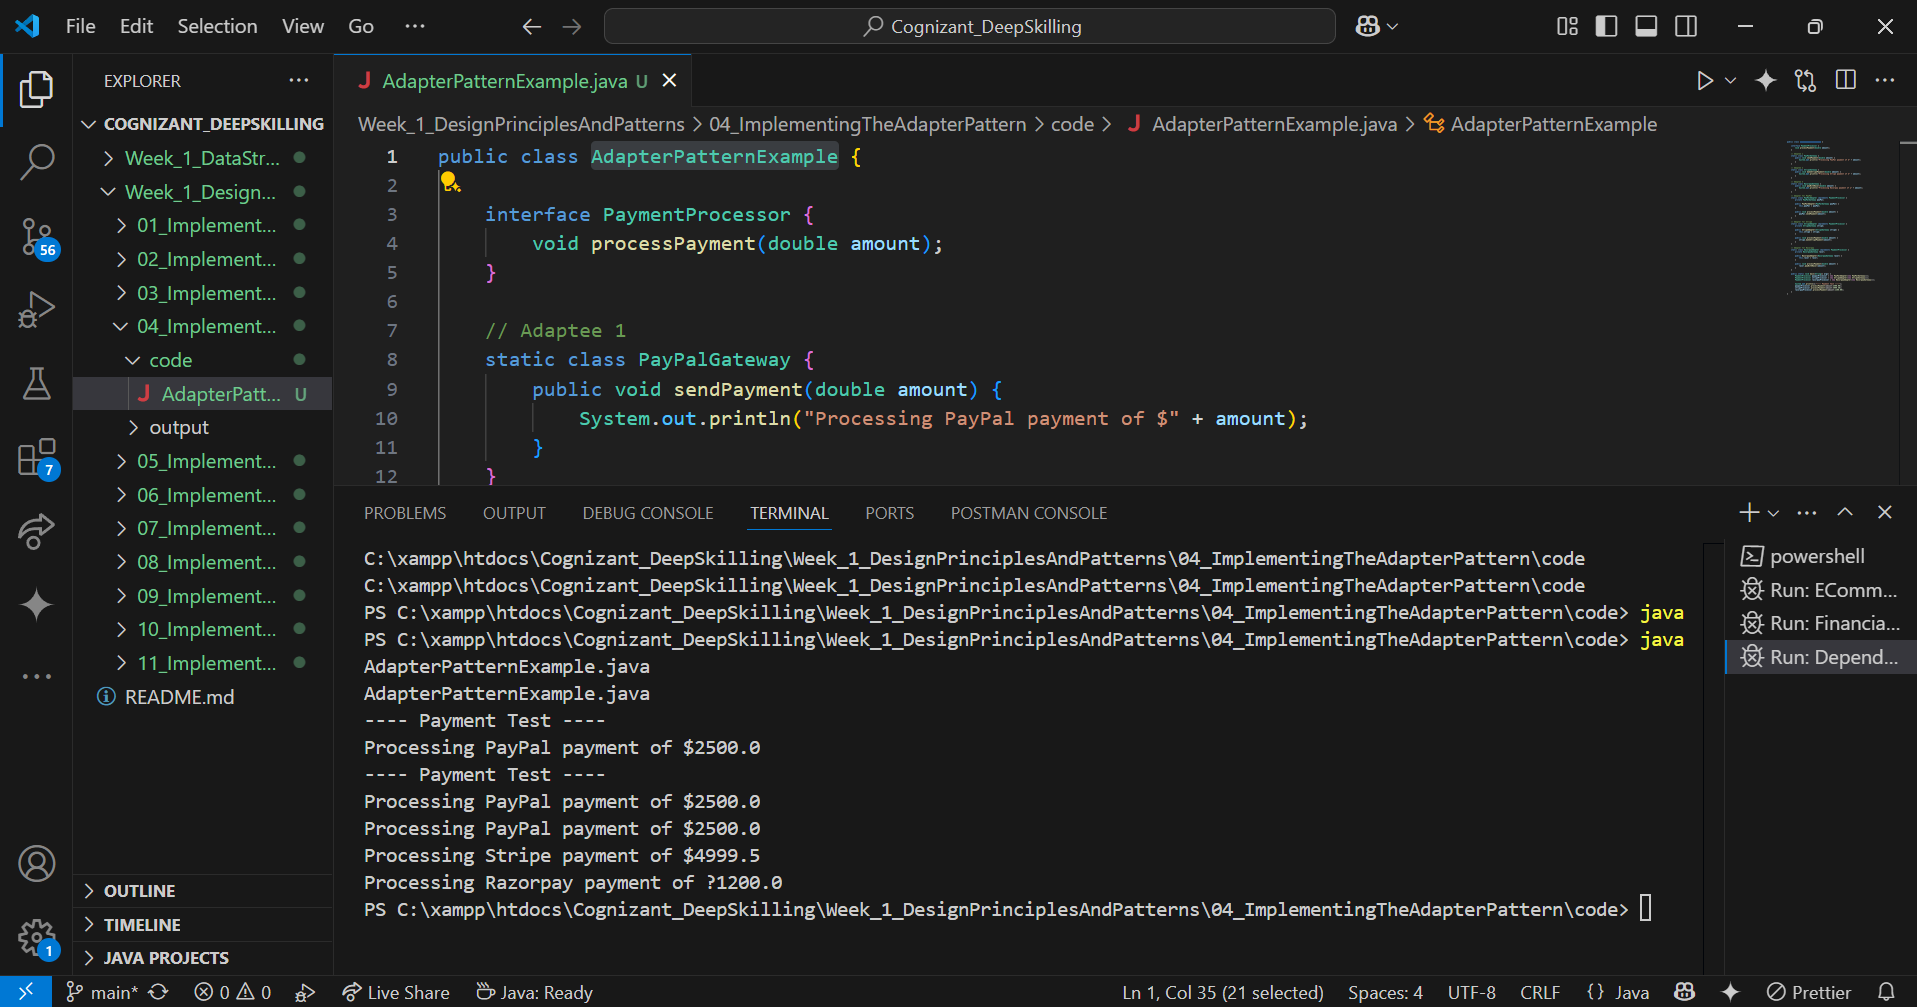 File Edit Selection View Go ··· Cognizant_DeepSkilling
EXPLORER ···
COGNIZANT_DEEPSKILLING
Week_1_DataStr...
Week_1_Design...
01_Implement...
02_Implement...
03_Implement...
04_Implement...
code
AdapterPatt... U
output
05_Implement...
06_Implement...
07_Implement...
08_Implement...
09_Implement...
10_Implement...
11_Implement...
README.md
OUTLINE
TIMELINE
JAVA PROJECTS
56
7
1
AdapterPatternExample.java U
Week_1_DesignPrinciplesAndPatterns > 04_ImplementingTheAdapterPattern > code > AdapterPatternExample.java > AdapterPatternExample
1 public class AdapterPatternExample {
2
3 interface PaymentProcessor {
4 void processPayment(double amount);
5 }
6
7 // Adaptee 1
8 static class PayPalGateway {
9 public void sendPayment(double amount) {
10 System.out.println("Processing PayPal payment of $" + amount);
11 }
12 }
PROBLEMS OUTPUT DEBUG CONSOLE TERMINAL PORTS POSTMAN CONSOLE
C:\xampp\htdocs\Cognizant_DeepSkilling\Week_1_DesignPrinciplesAndPatterns\04_ImplementingTheAdapterPattern\code
C:\xampp\htdocs\Cognizant_DeepSkilling\Week_1_DesignPrinciplesAndPatterns\04_ImplementingTheAdapterPattern\code
PS C:\xampp\htdocs\Cognizant_DeepSkilling\Week_1_DesignPrinciplesAndPatterns\04_ImplementingTheAdapterPattern\code> java
PS C:\xampp\htdocs\Cognizant_DeepSkilling\Week_1_DesignPrinciplesAndPatterns\04_ImplementingTheAdapterPattern\code> java
AdapterPatternExample.java
AdapterPatternExample.java
---- Payment Test ----
Processing PayPal payment of $2500.0
---- Payment Test ----
Processing PayPal payment of $2500.0
Processing PayPal payment of $2500.0
Processing Stripe payment of $4999.5
Processing Razorpay payment of ?1200.0
PS C:\xampp\htdocs\Cognizant_DeepSkilling\Week_1_DesignPrinciplesAndPatterns\04_ImplementingTheAdapterPattern\code>
powershell
Run: EComm...
Run: Financia...
Run: Depend...
main* 0 0 Live Share Java: Ready Ln 1, Col 35 (21 selected) Spaces: 4 UTF-8 CRLF {} Java Prettier